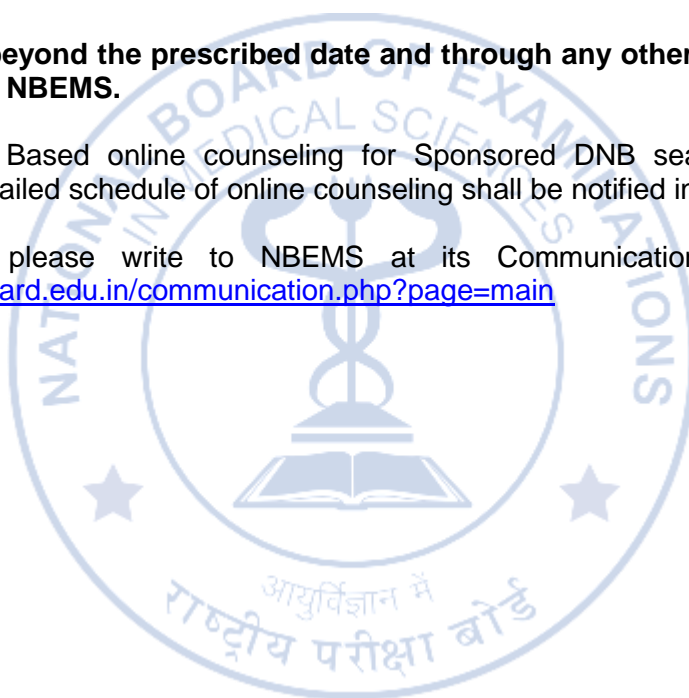 beyond the prescribed date and through any other
NBEMS.
Based online counseling for Sponsored DNB sea
ailed schedule of online counseling shall be notified in
please write to NBEMS at its Communication
ard.edu.in/communication.php?page=main
NATIONAL BOARD OF EXAMINATIONS
IN MEDICAL SCIENCES
आयुर्विज्ञान में
राष्ट्रीय परीक्षा बोर्ड